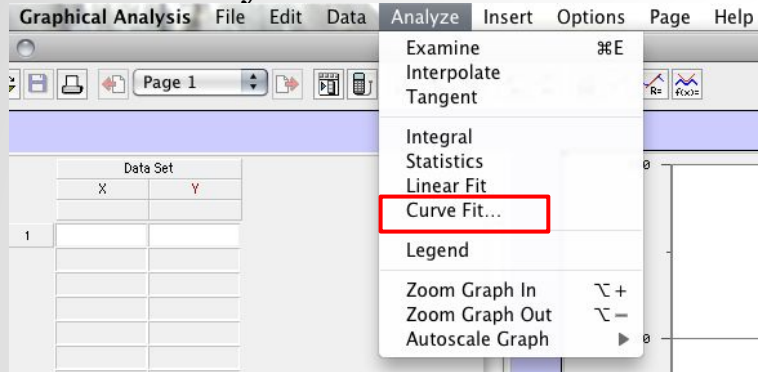 Graphical Analysis File Edit Data Analyze Insert Options Page Help
Page 1
R=
f(x)=
Examine ⌘E
Interpolate
Tangent
Integral
Statistics
Linear Fit
Curve Fit...
Legend
Zoom Graph In ⌥+
Zoom Graph Out ⌥−
Autoscale Graph ▶
Data Set
X Y
1